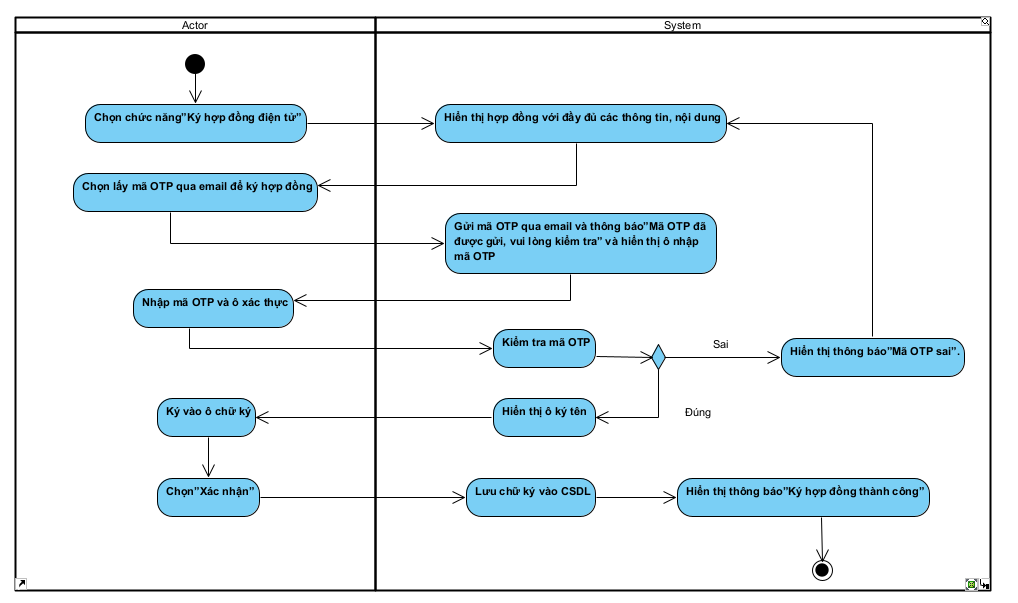 Actor
System
Chọn chức năng"Ký hợp đồng điện tử"
Hiển thị hợp đồng với đầy đủ các thông tin, nội dung
Chọn lấy mã OTP qua email để ký hợp đồng
Gửi mã OTP qua email và thông báo"Mã OTP đã
được gửi, vui lòng kiểm tra" và hiển thị ô nhập
mã OTP
Nhập mã OTP và ô xác thực
Kiểm tra mã OTP
Sai
Hiển thị thông báo"Mã OTP sai".
Ký vào ô chữ ký
Hiển thị ô ký tên
Đúng
Chọn"Xác nhận"
Lưu chữ ký vào CSDL
Hiển thị thông báo"Ký hợp đồng thành công"